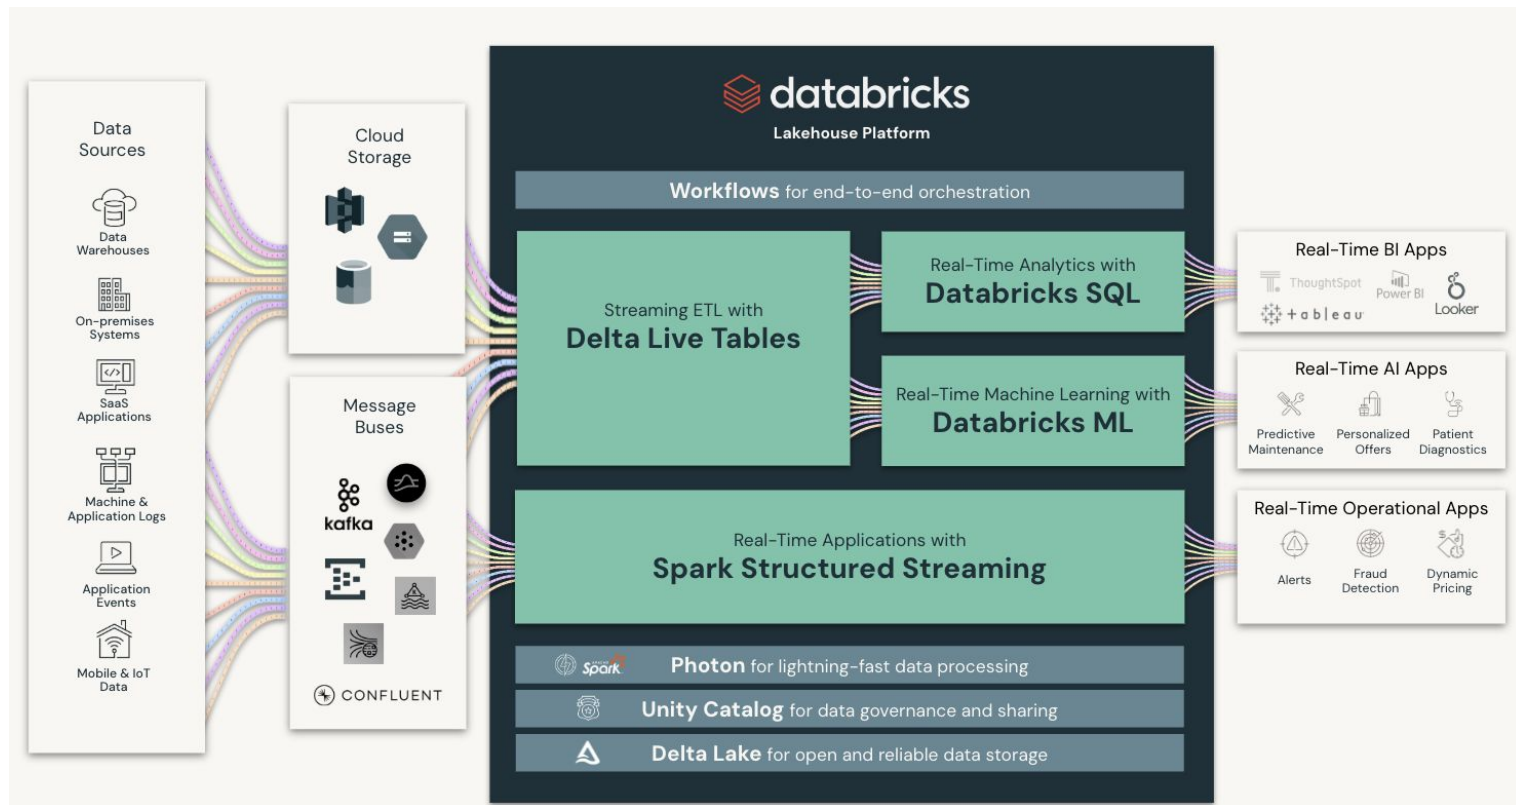 Data
Sources
Data
Warehouses
On-premises
Systems
SaaS
Applications
Machine &
Application Logs
Application
Events
Mobile & IoT
Data
Cloud
Storage
Message
Buses
kafka
CONFLUENT
databricks
Lakehouse Platform
Workflows for end-to-end orchestration
Streaming ETL with
Delta Live Tables
Real-Time Analytics with
Databricks SQL
Real-Time Machine Learning with
Databricks ML
Real-Time Applications with
Spark Structured Streaming
Spark Photon for lightning-fast data processing
Unity Catalog for data governance and sharing
Delta Lake for open and reliable data storage
Real-Time BI Apps
ThoughtSpot
Power BI
Looker
+ableau
Real-Time AI Apps
Predictive
Maintenance
Personalized
Offers
Patient
Diagnostics
Real-Time Operational Apps
Alerts
Fraud
Detection
Dynamic
Pricing